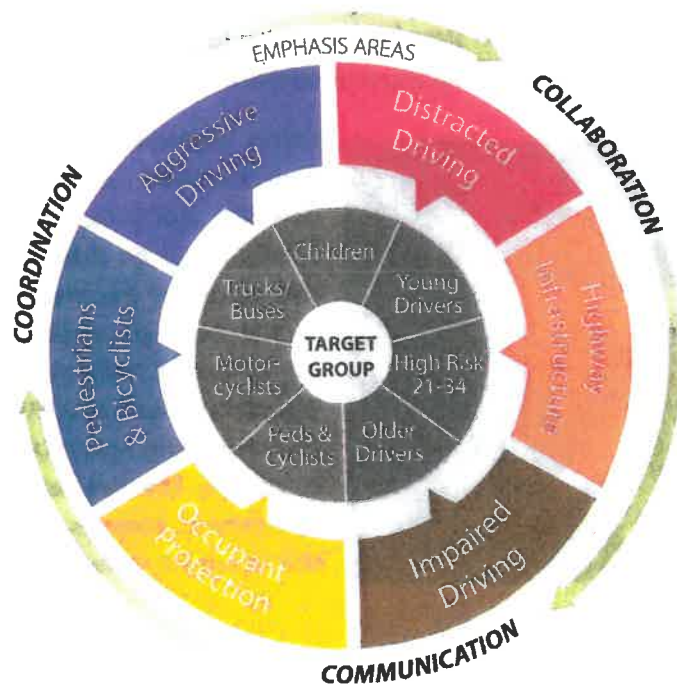 EMPHASIS AREAS
COLLABORATION
COORDINATION
COMMUNICATION
Aggressive
Driving
Distracted
Driving
Highway
Infrastructure
Impaired
Driving
Occupant
Protection
Pedestrians
& Bicyclists
Children
Young
Drivers
High Risk
21-34
Older
Drivers
Peds &
Cyclists
Motor-
cyclists
Trucks/
Buses
TARGET
GROUP